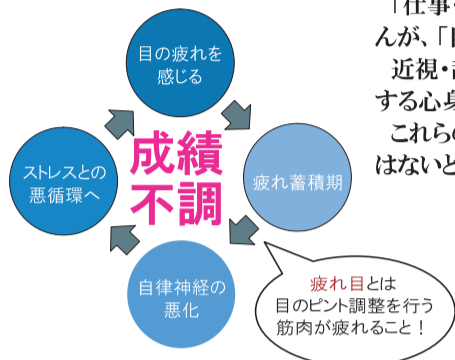 目の疲れを
感じる
疲れ蓄積期
自律神経の
悪化
ストレスとの
悪循環へ
成績
不調
疲れ目とは
目のピント調整を行う
筋肉が疲れること！
「仕事
んが、「
近視・
する心身
これらの
はないと